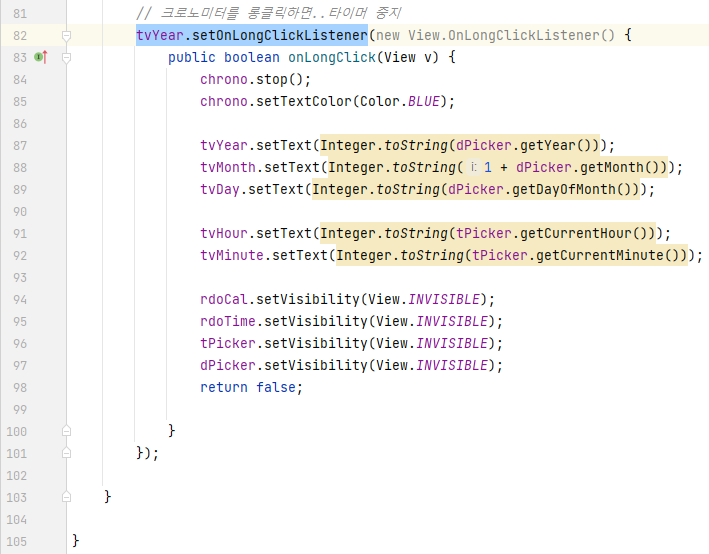 81 // 크로노미터를 롱클릭하면..타이머 중지
82 tvYear.setOnLongClickListener(new View.OnLongClickListener() {
83 public boolean onLongClick(View v) {
84 chrono.stop();
85 chrono.setTextColor(Color.BLUE);
86
87 tvYear.setText(Integer.toString(dPicker.getYear()));
88 tvMonth.setText(Integer.toString( i: 1 + dPicker.getMonth()));
89 tvDay.setText(Integer.toString(dPicker.getDayOfMonth()));
90
91 tvHour.setText(Integer.toString(tPicker.getCurrentHour()));
92 tvMinute.setText(Integer.toString(tPicker.getCurrentMinute()));
93
94 rdoCal.setVisibility(View.INVISIBLE);
95 rdoTime.setVisibility(View.INVISIBLE);
96 tPicker.setVisibility(View.INVISIBLE);
97 dPicker.setVisibility(View.INVISIBLE);
98 return false;
99
100 }
101 });
102
103 }
104
105 }